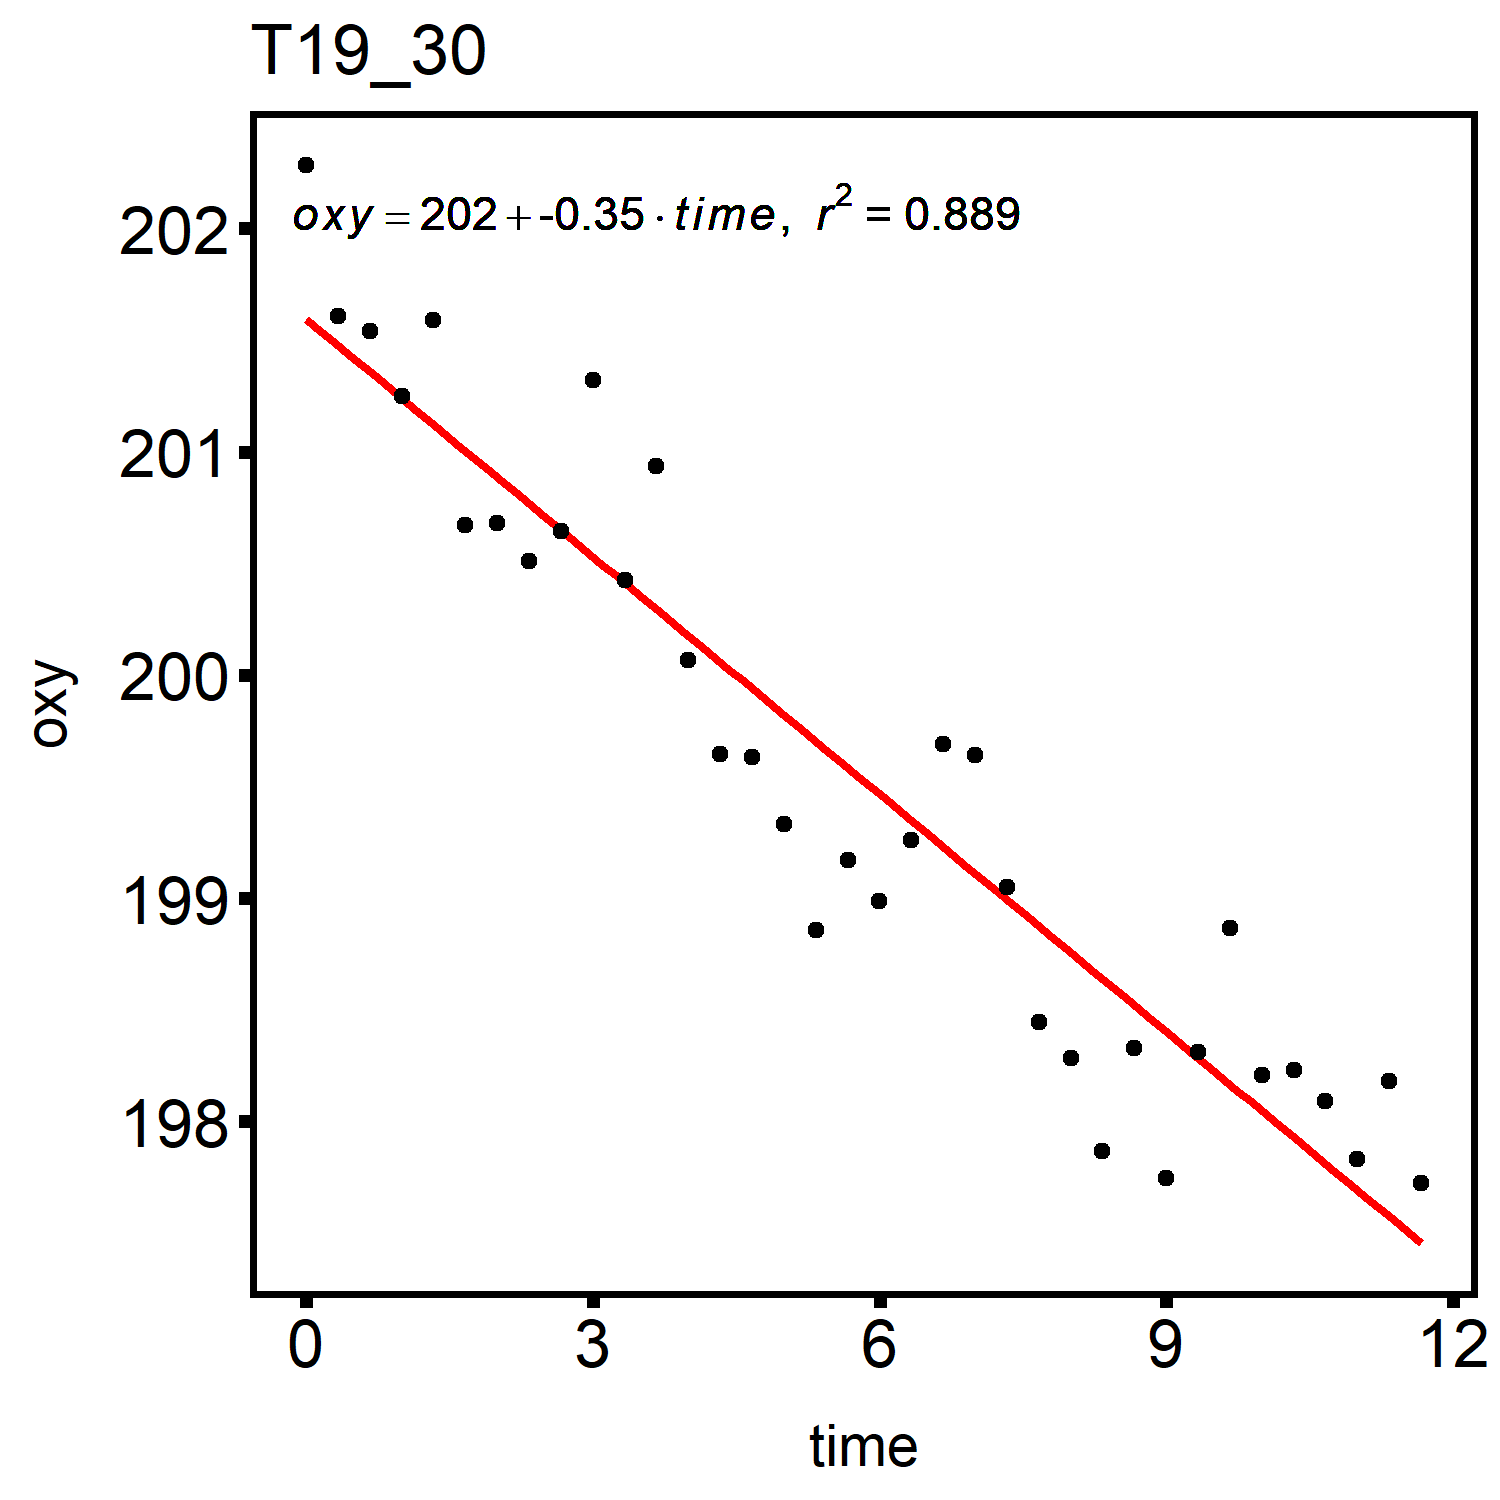 T19_30
oxy = 202 + -0.35 · time, r² = 0.889
202
201
200
199
198
oxy
0 3 6 9 12
time